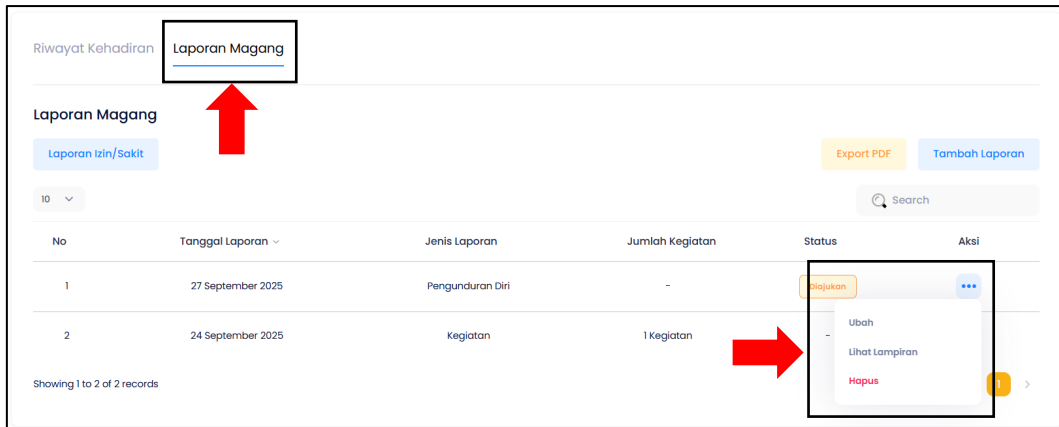 Riwayat Kehadiran Laporan Magang
Laporan Magang
Laporan Izin/Sakit Export PDF Tambah Laporan
10 Search
No Tanggal Laporan Jenis Laporan Jumlah Kegiatan Status Aksi
1 27 September 2025 Pengunduran Diri - Diajukan •••
2 24 September 2025 Kegiatan 1 Kegiatan -
Ubah
Lihat Lampiran
Hapus
Showing 1 to 2 of 2 records 1 >